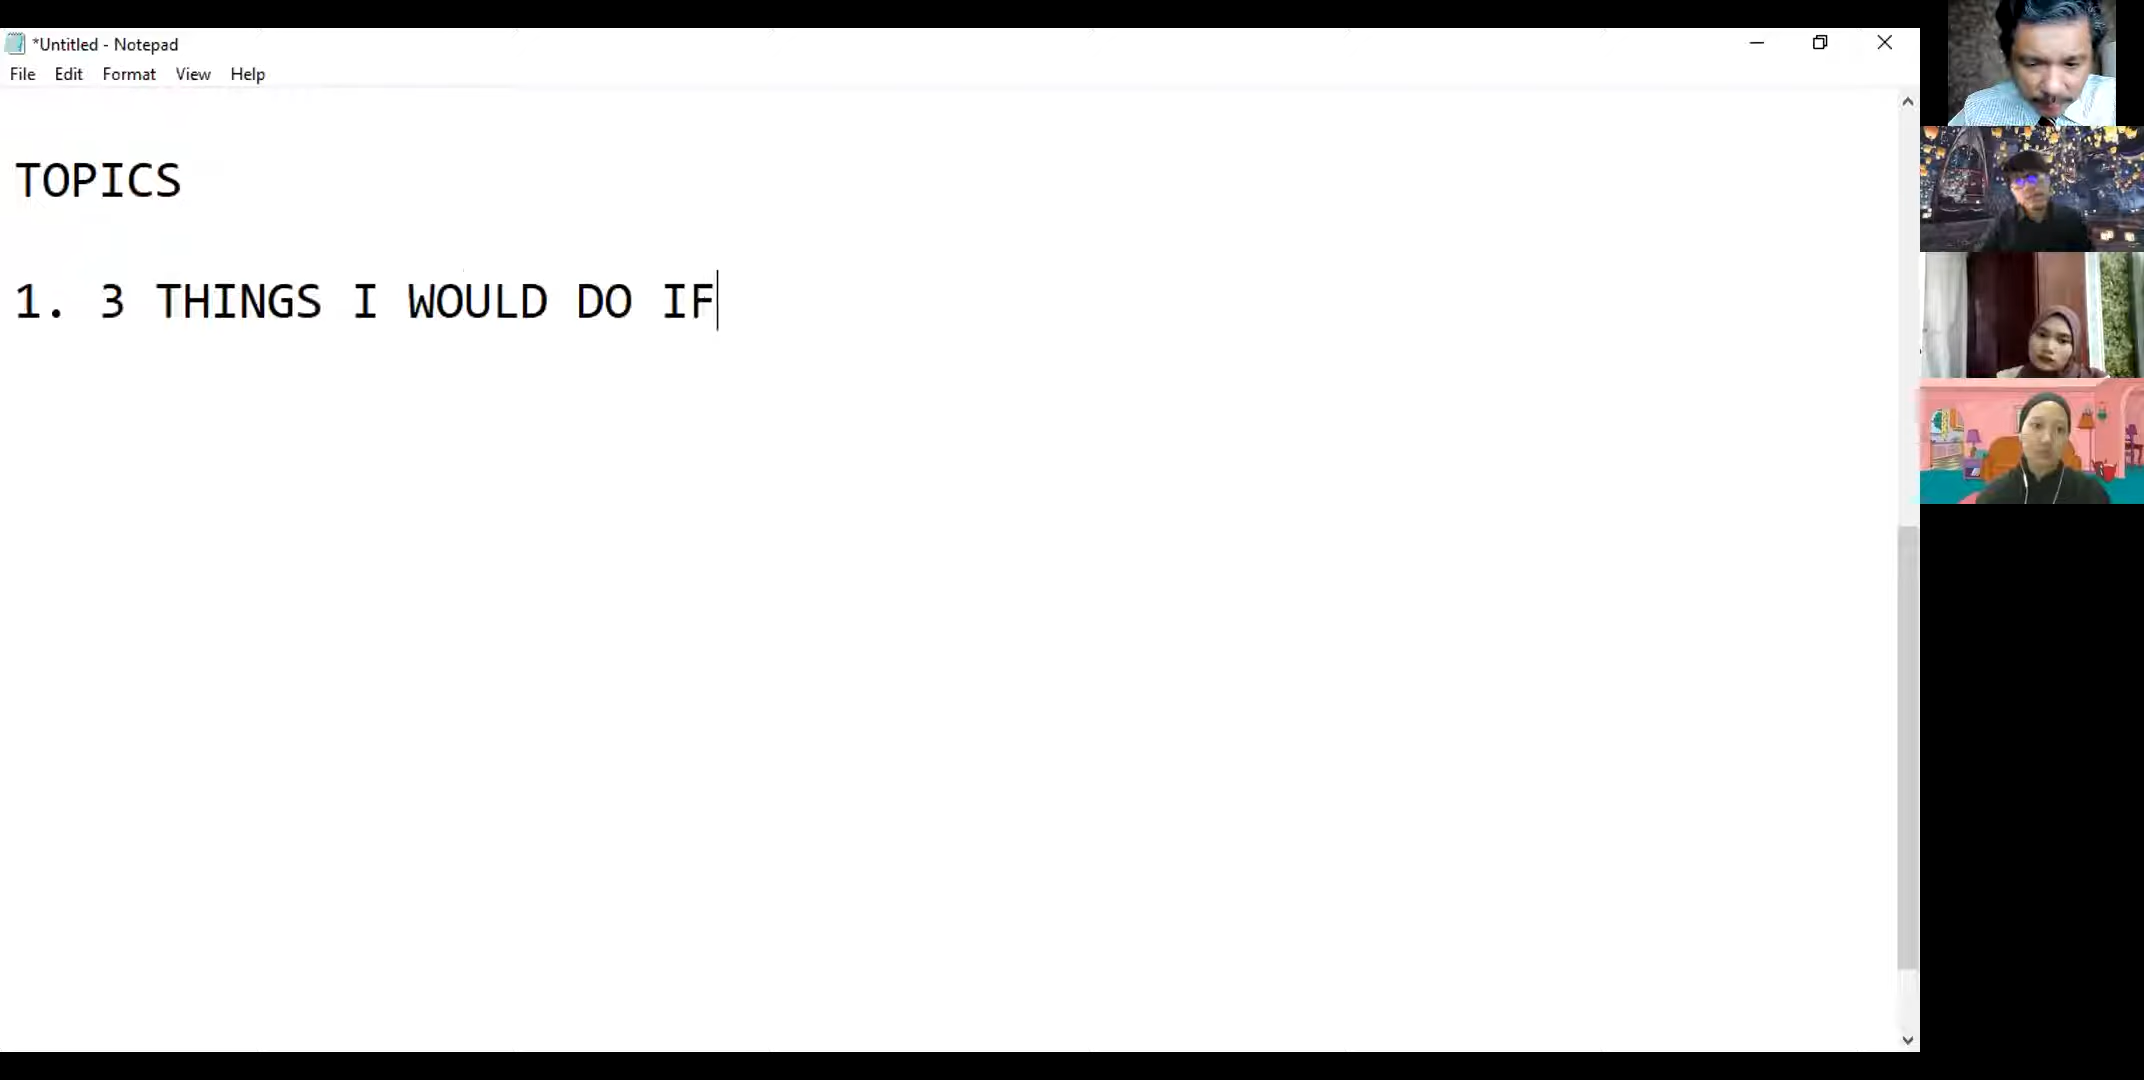 *Untitled - Notepad
File Edit Format View Help
TOPICS
1. 3 THINGS I WOULD DO IF